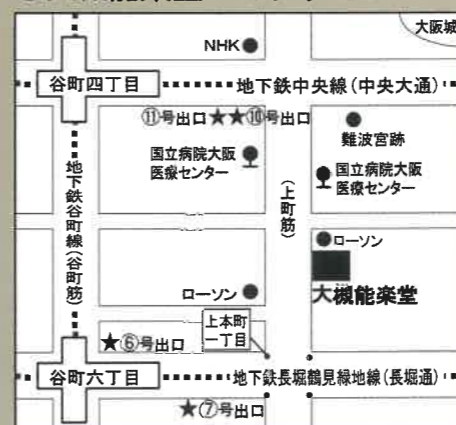 大阪城
NHK
谷町四丁目
地下鉄中央線(中央大通)
⑪号出口★★⑩号出口
難波宮跡
国立病院大阪
医療センター
国立病院大阪
医療センター
地下鉄谷町線(谷町筋)
(上町筋)
ローソン
大槻能楽堂
ローソン
上本町
一丁目
★⑥号出口
谷町六丁目
地下鉄長堀鶴見緑地線(長堀通)
★⑦号出口